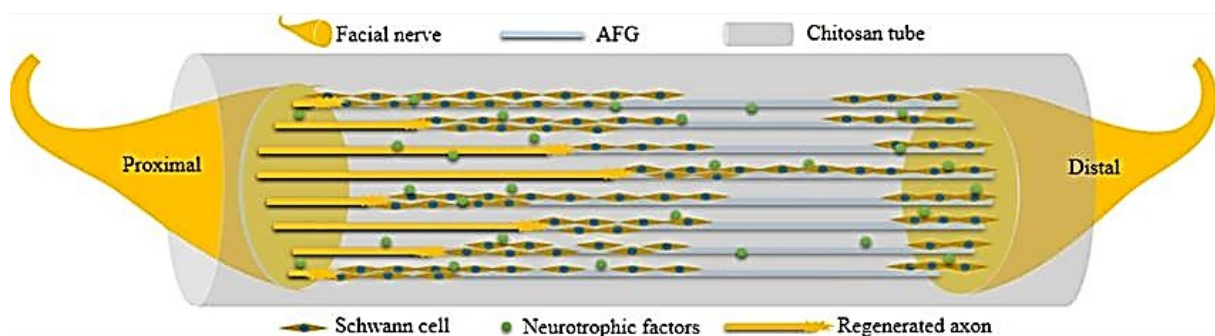 Facial nerve AFG Chitosan tube
Proximal Distal
Schwann cell Neurotrophic factors Regenerated axon